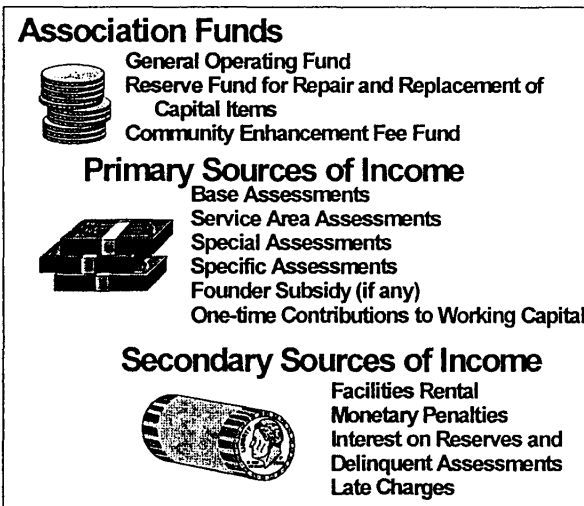 Association Funds
General Operating Fund
Reserve Fund for Repair and Replacement of
Capital Items
Community Enhancement Fee Fund
Primary Sources of Income
Base Assessments
Service Area Assessments
Special Assessments
Specific Assessments
Founder Subsidy (if any)
One-time Contributions to Working Capital
Secondary Sources of Income
Facilities Rental
Monetary Penalties
Interest on Reserves and
Delinquent Assessments
Late Charges